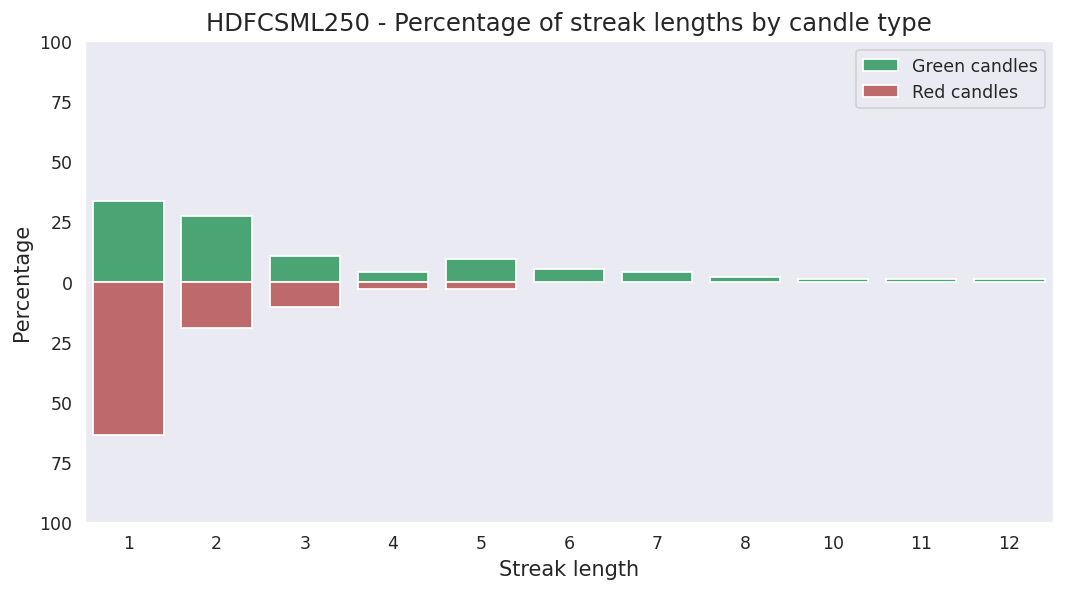 HDFCSML250 - Percentage of streak lengths by candle type
100
75
50
25
0
25
50
75
100
Percentage
Green candles
Red candles
1 2 3 4 5 6 7 8 10 11 12
Streak length